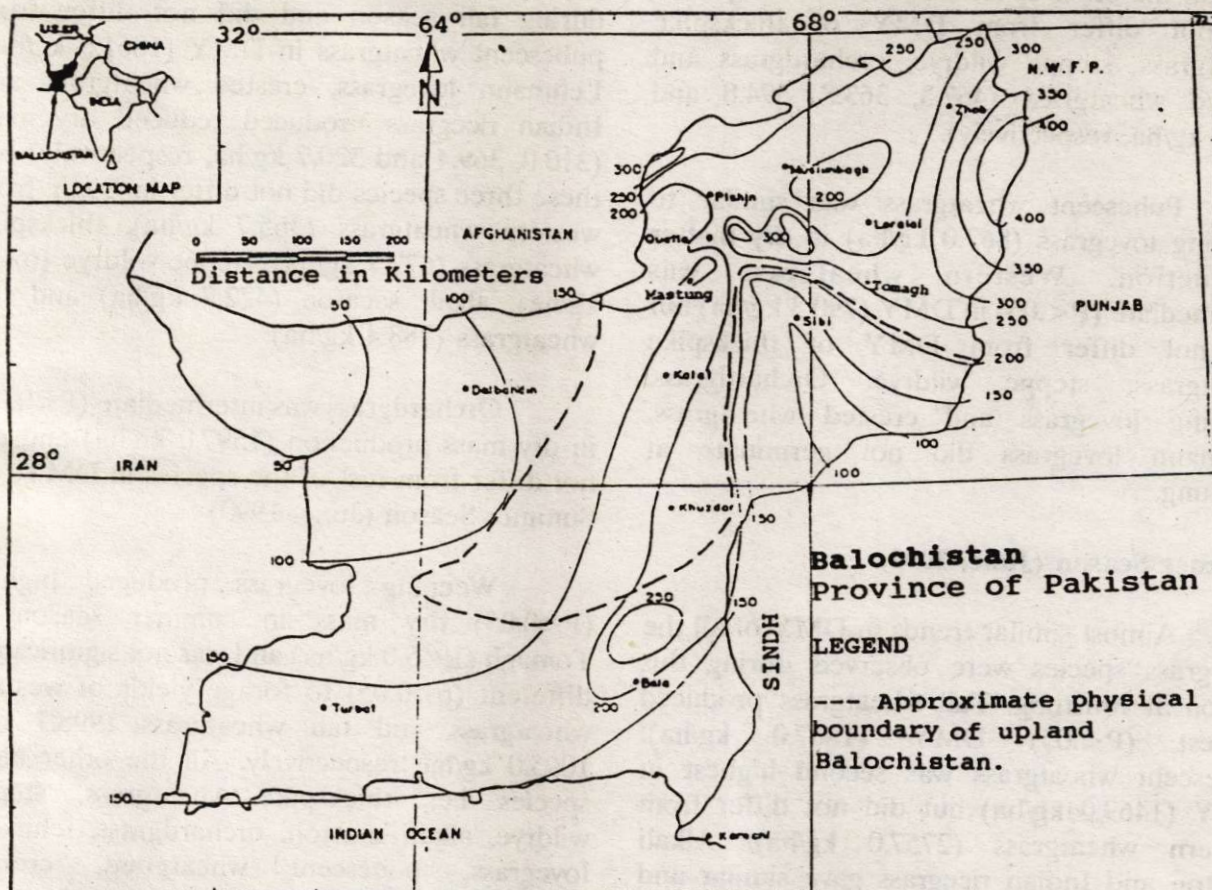 64°
68°
32°
U.S.S.R
CHINA
INDIA
BALOCHISTAN
LOCATION MAP
N
250
250
300
N.W.F.P.
350
400
Zhob
300
250
200
Pishin
Muslimbagh
200
Quetta
300
Loralai
400
350
0 50 100 150 200
Distance in Kilometers
AFGHANISTAN
50
100
150
Mastung
Tomagh
300
PUNJAB
250
Sibi
200
Kalat
Dalbandin
150
100
28°
IRAN
50
100
Khuzdar
150
Balochistan
Province of Pakistan
100
LEGEND
250
150
SINDH
150
Bela
200
Turbat
--- Approximate physical
boundary of upland
Balochistan.
150
INDIAN OCEAN
Karachi